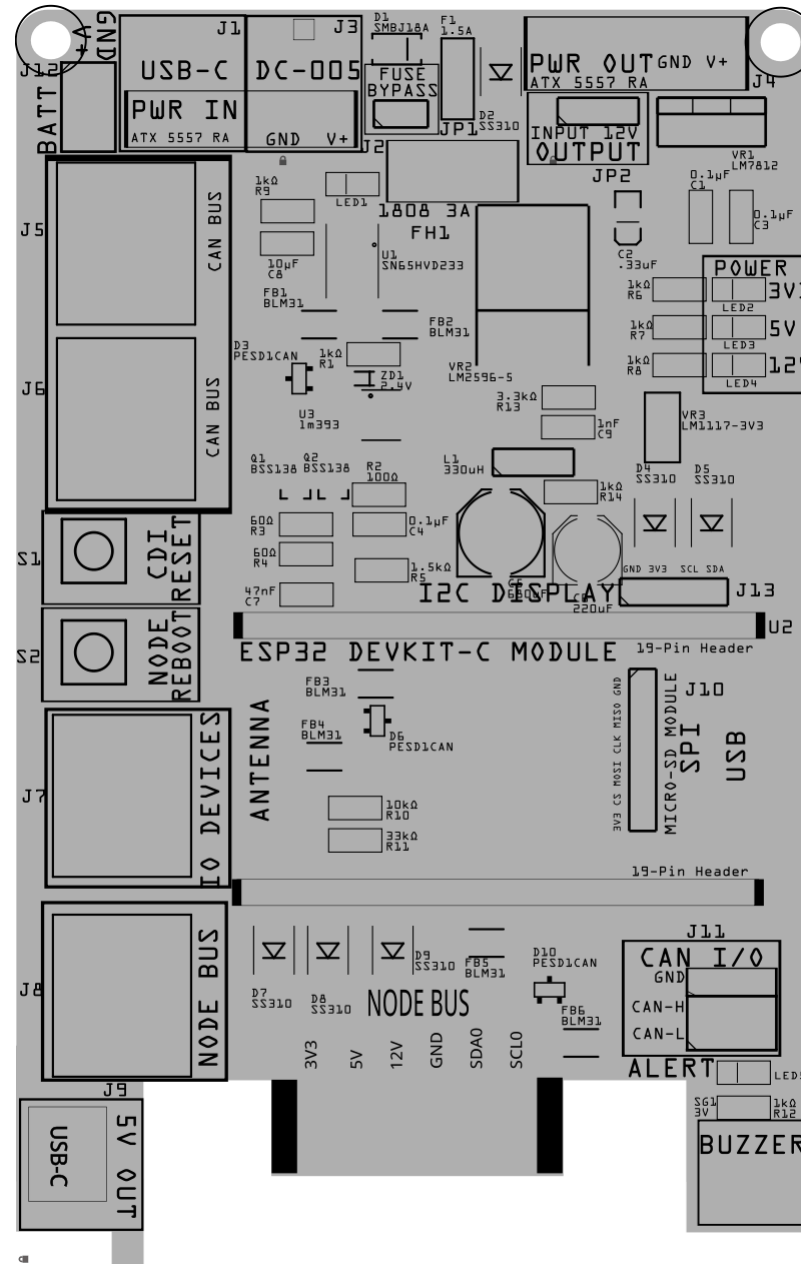 GND
V+
J12
BATT
J1
USB-C
PWR IN
ATX 5557 RA
J3
DC-005
GND V+
D1
SMBJ18A
F1
1.5A
FUSE
BYPASS
J2
JP1
D2
SS310
PWR OUT GND V+
ATX 5557 RA
J4
INPUT 12V
OUTPUT
JP2
VR1
LM7812
J5
CAN BUS
1kΩ
R9
LED1
10µF
C8
U1
SN65HVD233
1808 3A
FH1
0.1µF
C1
0.1µF
C3
C2
.33uF
POWER
1kΩ
R6
LED2
3V3
1kΩ
R7
LED3
5V
1kΩ
R8
LED4
12V
FB1
BLM31
FB2
BLM31
D3
PESD1CAN
1kΩ
R1
ZD1
2.4V
VR2
LM2596-5
J6
CAN BUS
U3
lm393
3.3kΩ
R13
1nF
C9
VR3
LM1117-3V3
Q1
BSS138
Q2
BSS138
R2
100Ω
L1
330uH
1kΩ
R14
D4
SS310
D5
SS310
S1
CDI
RESET
60Ω
R3
0.1µF
C4
60Ω
R4
1.5kΩ
R5
47nF
C7
C6
680uF
220uF
GND 3V3 SCL SDA
J13
I2C DISPLAY
U2
S2
NODE
REBOOT
ESP32 DEVKIT-C MODULE
19-Pin Header
FB3
BLM31
FB4
BLM31
D6
PESD1CAN
ANTENNA
J10
3V3 CS MOSI CLK MISO GND
MICRO-SD MODULE
SPI
USB
J7
IO DEVICES
10kΩ
R10
33kΩ
R11
19-Pin Header
J8
NODE BUS
D7
SS310
D8
SS310
D9
SS310
FB5
BLM31
D10
PESD1CAN
FB6
BLM31
NODE BUS
3V3
5V
12V
GND
SDA0
SCL0
J11
CAN I/O
GND
CAN-H
CAN-L
ALERT
LED5
SG1
3V
1kΩ
R12
BUZZER
J9
USB-C
5V OUT